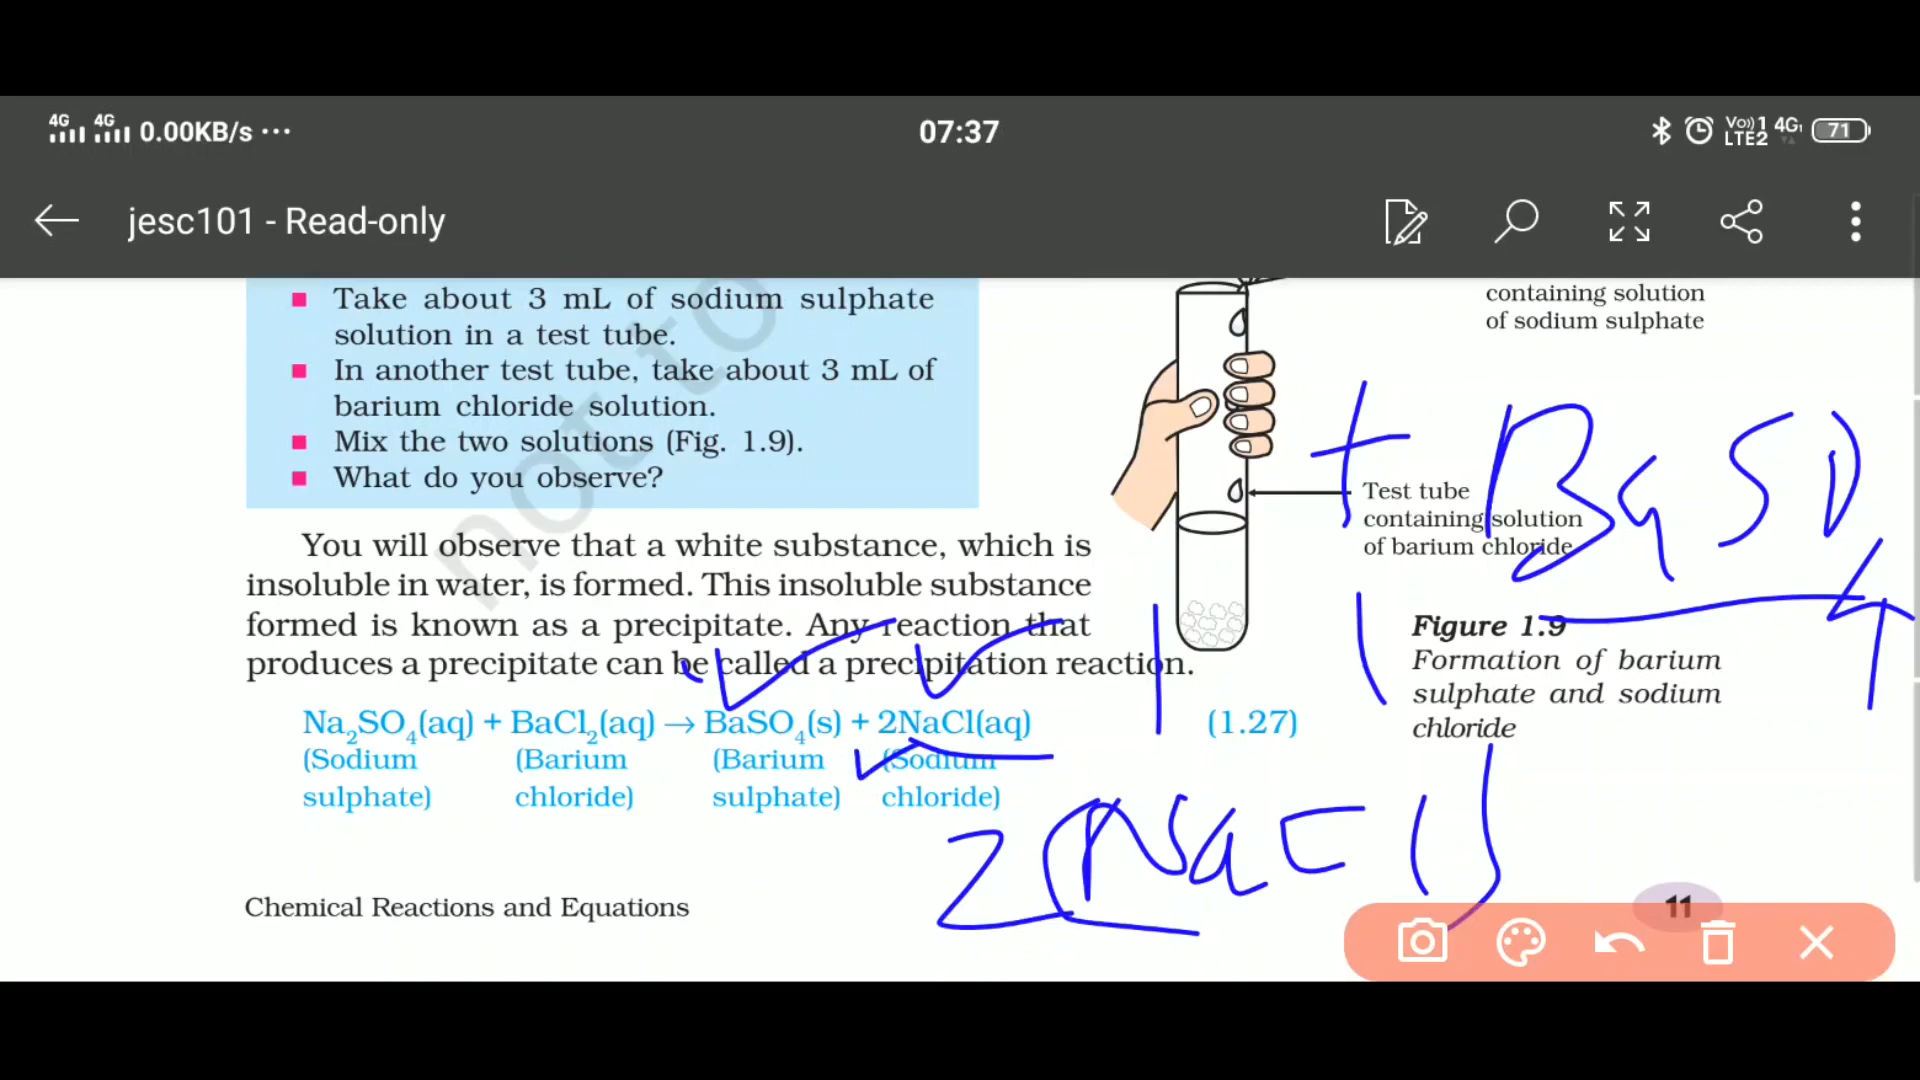 4G 4G 0.00KB/s ··· 07:37 Vo)) 1 LTE2 4G 71
jesc101 - Read-only
Take about 3 mL of sodium sulphate
solution in a test tube.
In another test tube, take about 3 mL of
barium chloride solution.
Mix the two solutions (Fig. 1.9).
What do you observe?
containing solution
of sodium sulphate
+ BaSO4
Test tube
containing solution
of barium chloride
You will observe that a white substance, which is
insoluble in water, is formed. This insoluble substance
formed is known as a precipitate. Any reaction that
produces a precipitate can be called a precipitation reaction.
Figure 1.9
Formation of barium
sulphate and sodium
chloride
Na₂SO₄(aq) + BaCl₂(aq) → BaSO₄(s) + 2NaCl(aq) (1.27)
(Sodium (Barium (Barium (Sodium
sulphate) chloride) sulphate) chloride)
2(NaCl)
Chemical Reactions and Equations
11
not to